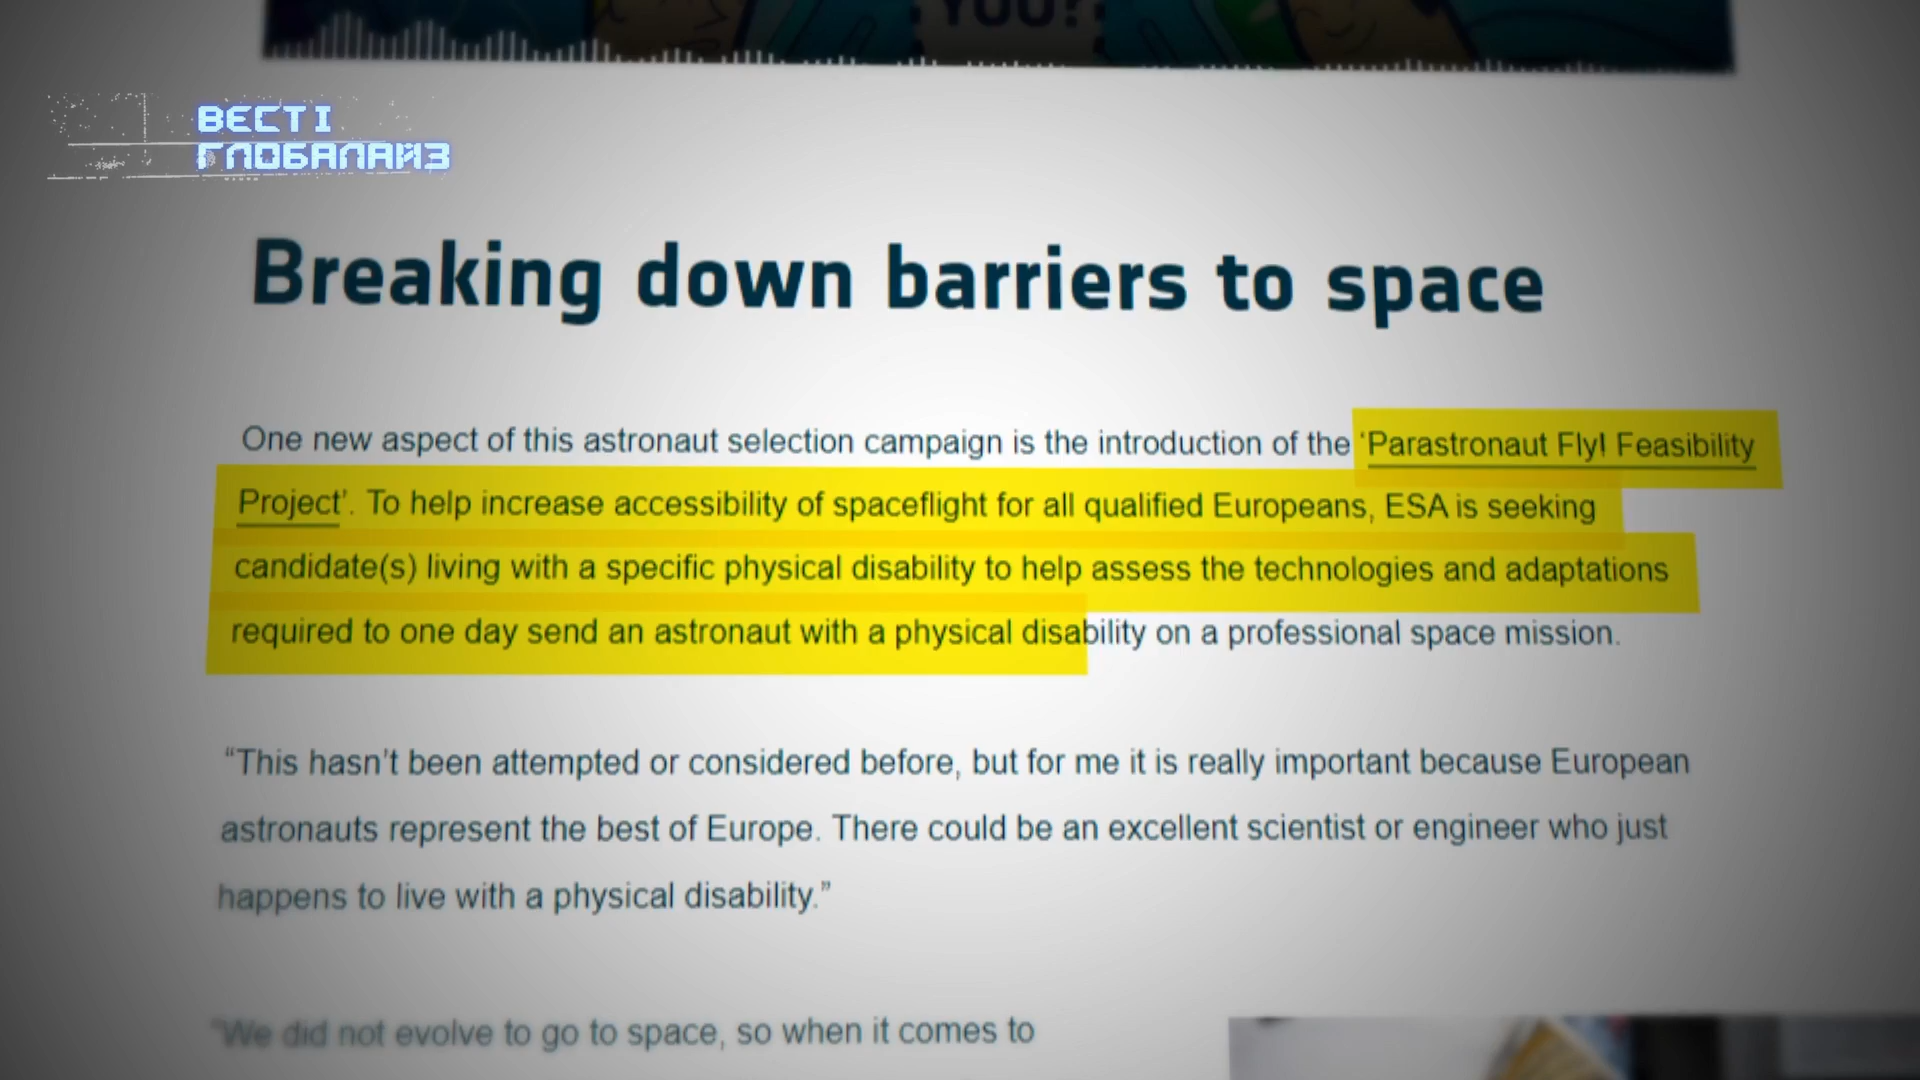 YOU?
ВЕСТІ
ГЛОБАЛАЙЗ
Breaking down barriers to space
One new aspect of this astronaut selection campaign is the introduction of the ‘Parastronaut Fly! Feasibility
Project’. To help increase accessibility of spaceflight for all qualified Europeans, ESA is seeking
candidate(s) living with a specific physical disability to help assess the technologies and adaptations
required to one day send an astronaut with a physical disability on a professional space mission.
“This hasn’t been attempted or considered before, but for me it is really important because European
astronauts represent the best of Europe. There could be an excellent scientist or engineer who just
happens to live with a physical disability.”
“We did not evolve to go to space, so when it comes to